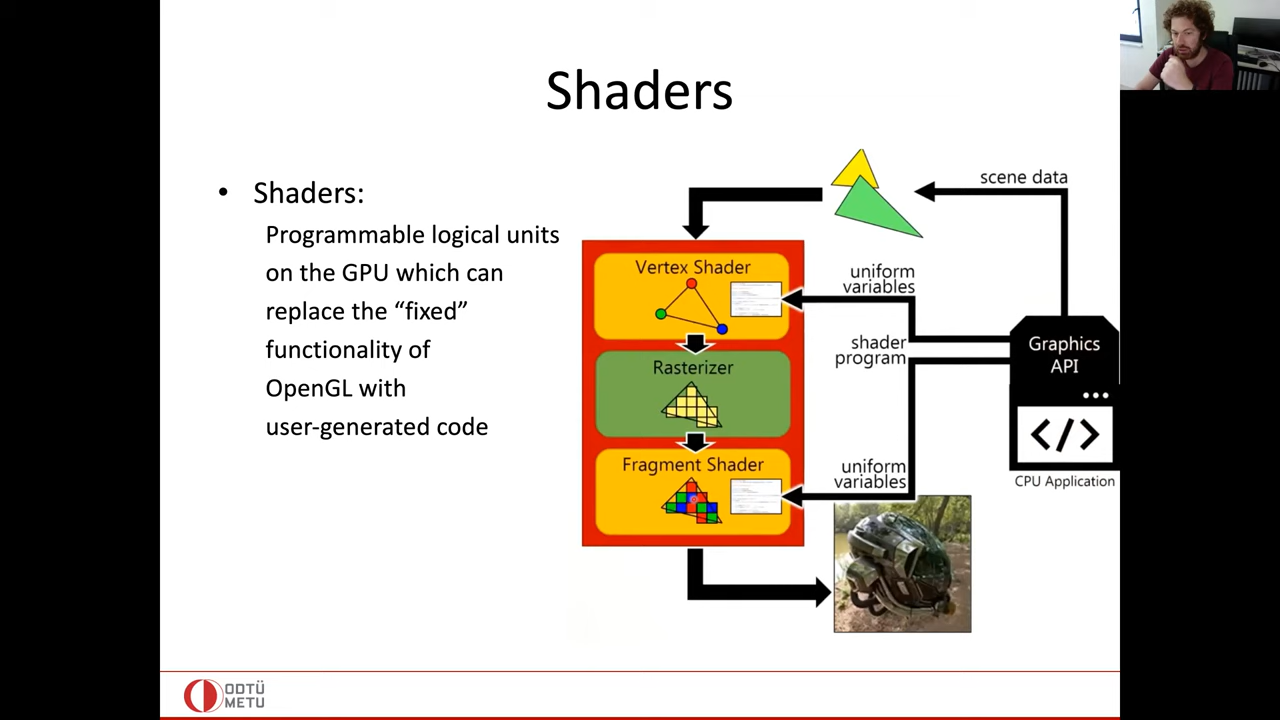 Shaders
• Shaders:
Programmable logical units
on the GPU which can
replace the “fixed”
functionality of
OpenGL with
user-generated code
scene data
Vertex Shader
uniform
variables
shader
program
Graphics
API
Rasterizer
Fragment Shader
uniform
variables
</>
CPU Application
ODTÜ
METU